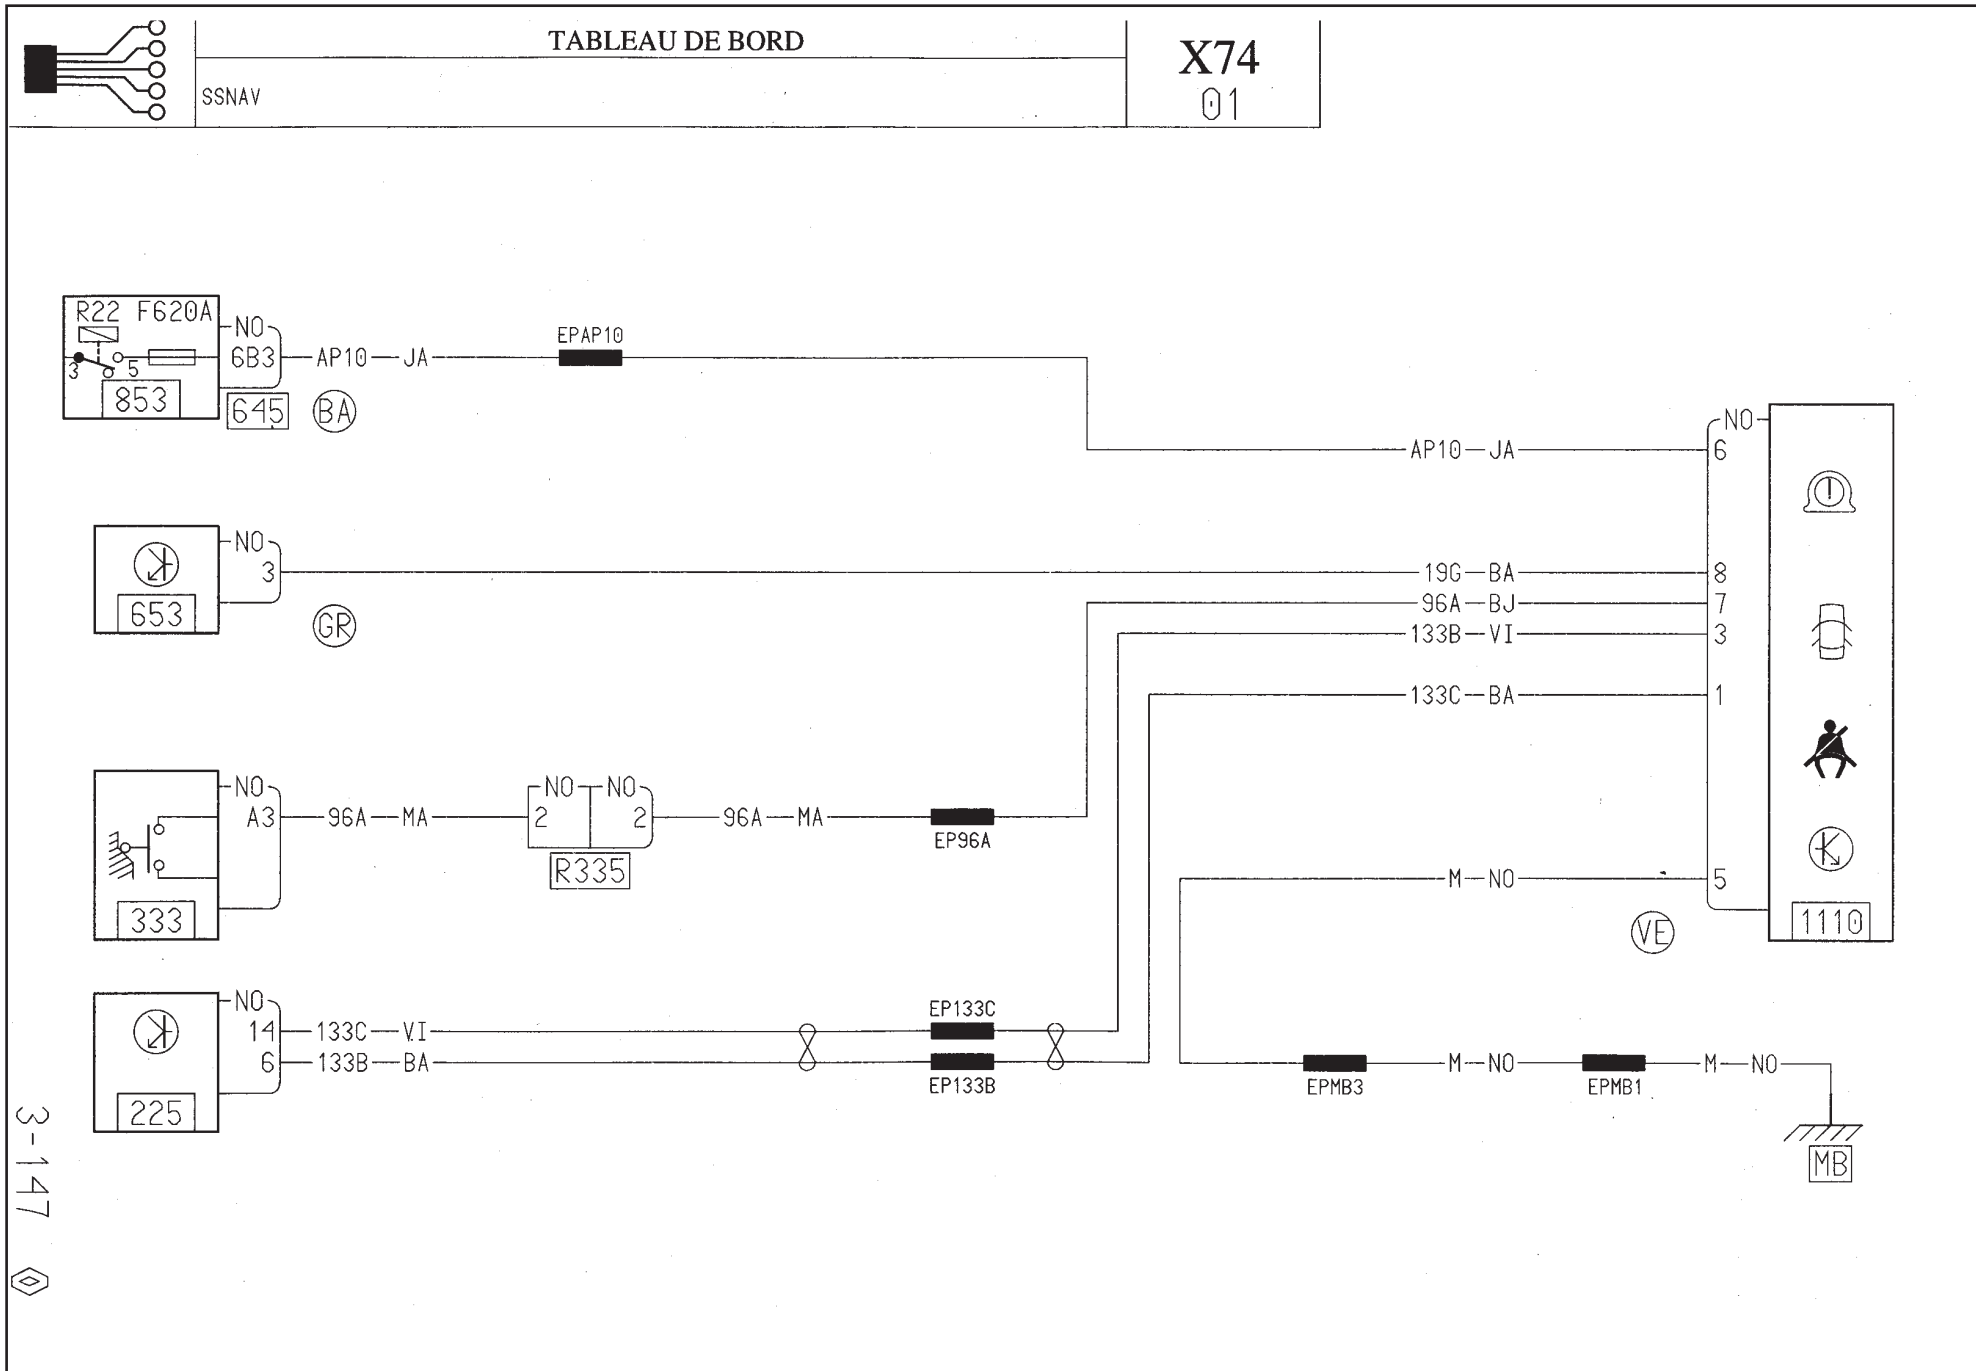 TABLEAU DE BORD
SSNAV
X74
01
R22 F620A
3 5
853
NO
6B3
645
BA
AP10 JA
EPAP10
AP10 JA
NO
6
NO
3
653
GR
19G BA 8
96A BJ 7
133B VI 3
133C BA 1
NO
A3
333
96A MA
NO NO
2 2
R335
96A MA
EP96A
M NO 5
VE
1110
NO
14
6
225
133C VI
133B BA
EP133C
EP133B
EPMB3
M NO
EPMB1
M NO
MB
3-147